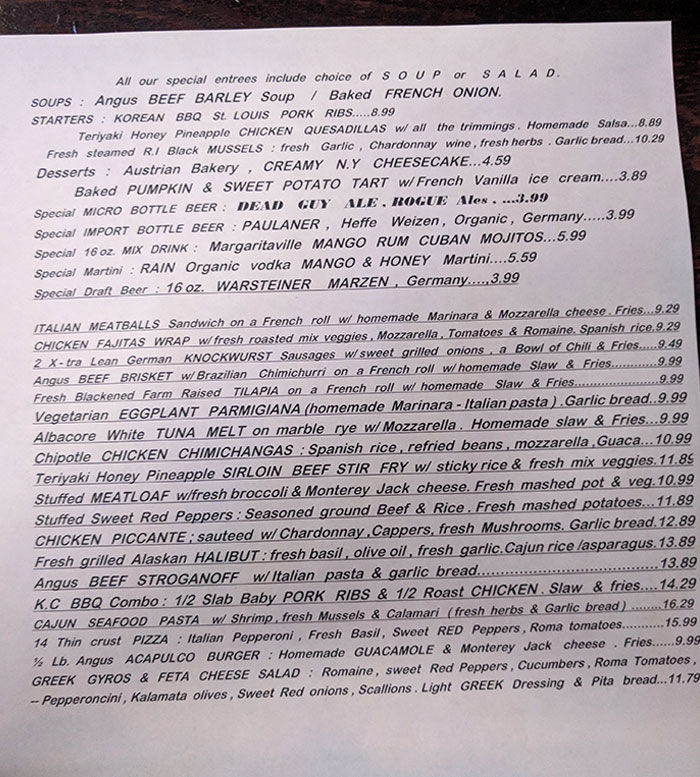 All our special entrees include choice of S O U P or S A L A D.
SOUPS : Angus BEEF BARLEY Soup / Baked FRENCH ONION.
STARTERS : KOREAN BBQ St. LOUIS PORK RIBS.....8.99
Teriyaki Honey Pineapple CHICKEN QUESADILLAS w/ all the trimmings . Homemade Salsa...8.89
Fresh steamed R.I Black MUSSELS : fresh Garlic , Chardonnay wine , fresh herbs . Garlic bread...10.29
Desserts : Austrian Bakery , CREAMY N.Y CHEESECAKE...4.59
Baked PUMPKIN & SWEET POTATO TART w/ French Vanilla ice cream....3.89
Special MICRO BOTTLE BEER : DEAD GUY ALE . ROGUE Ales . ...3.99
Special IMPORT BOTTLE BEER : PAULANER , Heffe Weizen , Organic , Germany.....3.99
Special 16 oz. MIX DRINK : Margaritaville MANGO RUM CUBAN MOJITOS...5.99
Special Martini : RAIN Organic vodka MANGO & HONEY Martini....5.59
Special Draft Beer : 16 oz. WARSTEINER MARZEN , Germany....,3.99
ITALIAN MEATBALLS Sandwich on a French roll w/ homemade Marinara & Mozzarella cheese . Fries...9.29
CHICKEN FAJITAS WRAP w/ fresh roasted mix veggies , Mozzarella , Tomatoes & Romaine. Spanish rice.9.29
2 X-tra Lean German KNOCKWURST Sausages w/ sweet grilled onions , a Bowl of Chili & Fries.....9.49
Angus BEEF BRISKET w/ Brazilian Chimichurri on a French roll w/ homemade Slaw & Fries............9.99
Fresh Blackened Farm Raised TILAPIA on a French roll w/ homemade Slaw & Fries......................9.99
Vegetarian EGGPLANT PARMIGIANA (homemade Marinara - Italian pasta ) .Garlic bread..9.99
Albacore White TUNA MELT on marble rye w/ Mozzarella . Homemade slaw & Fries...9.99
Chipotle CHICKEN CHIMICHANGAS : Spanish rice , refried beans , mozzarella ,Guaca...10.99
Teriyaki Honey Pineapple SIRLOIN BEEF STIR FRY w/ sticky rice & fresh mix veggies.11.89
Stuffed MEATLOAF w/fresh broccoli & Monterey Jack cheese. Fresh mashed pot & veg.10.99
Stuffed Sweet Red Peppers : Seasoned ground Beef & Rice . Fresh mashed potatoes...11.89
CHICKEN PICCANTE ; sauteed w/ Chardonnay ,Cappers, fresh Mushrooms. Garlic bread.12.89
Fresh grilled Alaskan HALIBUT : fresh basil , olive oil , fresh garlic.Cajun rice /asparagus.13.89
Angus BEEF STROGANOFF w/ Italian pasta & garlic bread.................................13.89
K.C BBQ Combo : 1/2 Slab Baby PORK RIBS & 1/2 Roast CHICKEN . Slaw & fries....14.29
CAJUN SEAFOOD PASTA w/ Shrimp , fresh Mussels & Calamari ( fresh herbs & Garlic bread ) .........16.29
14 Thin crust PIZZA : Italian Pepperoni , Fresh Basil , Sweet RED Peppers , Roma tomatoes...........15.99
½ Lb. Angus ACAPULCO BURGER : Homemade GUACAMOLE & Monterey Jack cheese . Fries......9.99
GREEK GYROS & FETA CHEESE SALAD : Romaine , sweet Red Peppers , Cucumbers , Roma Tomatoes ,
-- Pepperoncini , Kalamata olives , Sweet Red onions , Scallions . Light GREEK Dressing & Pita bread...11.79